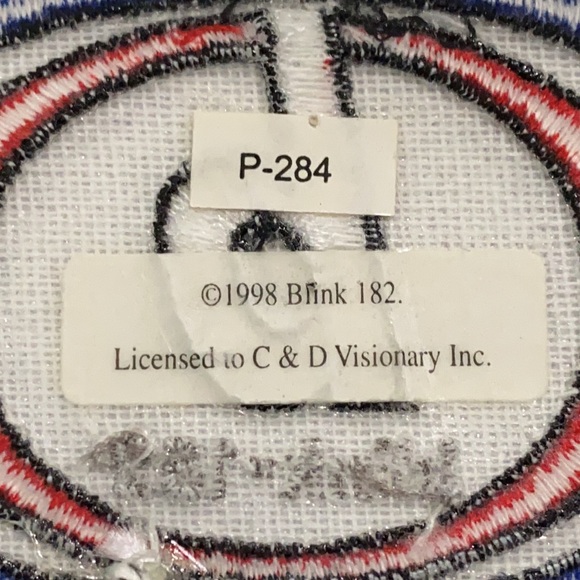 P-284
©1998 Blink 182.
Licensed to C & D Visionary Inc.